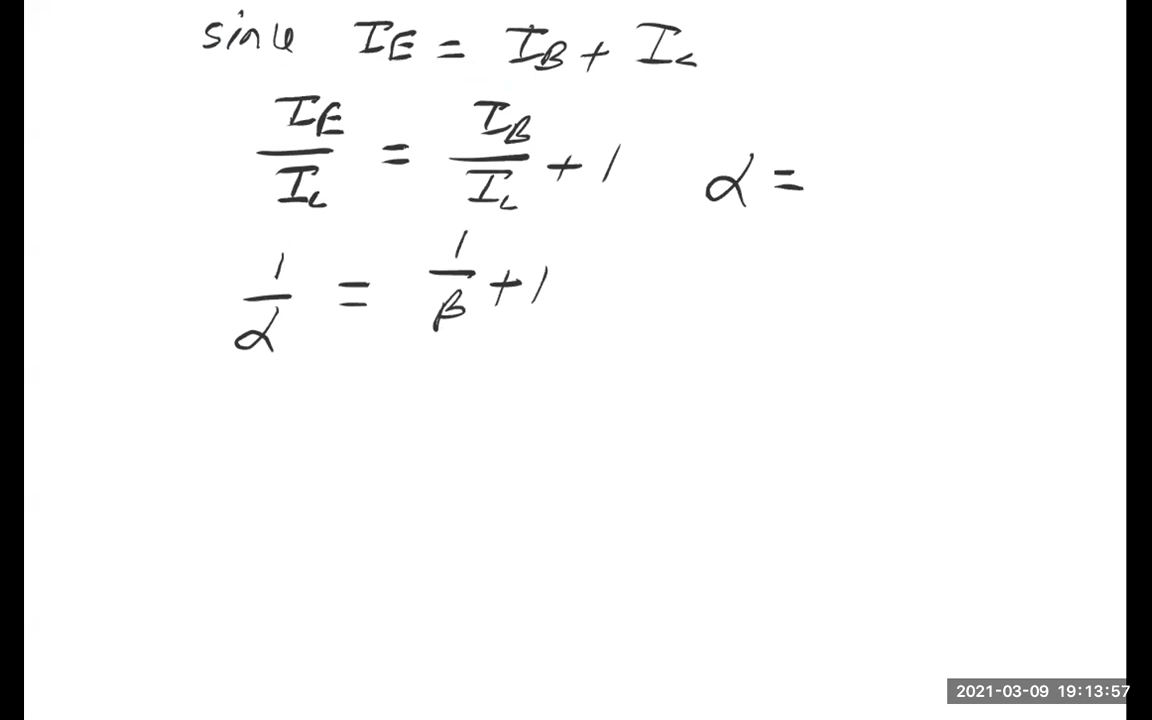 since I_E = I_B + I_C
I_E / I_C = I_B / I_C + 1
α =
1 / α = 1 / β + 1
2021-03-09 19:13:57